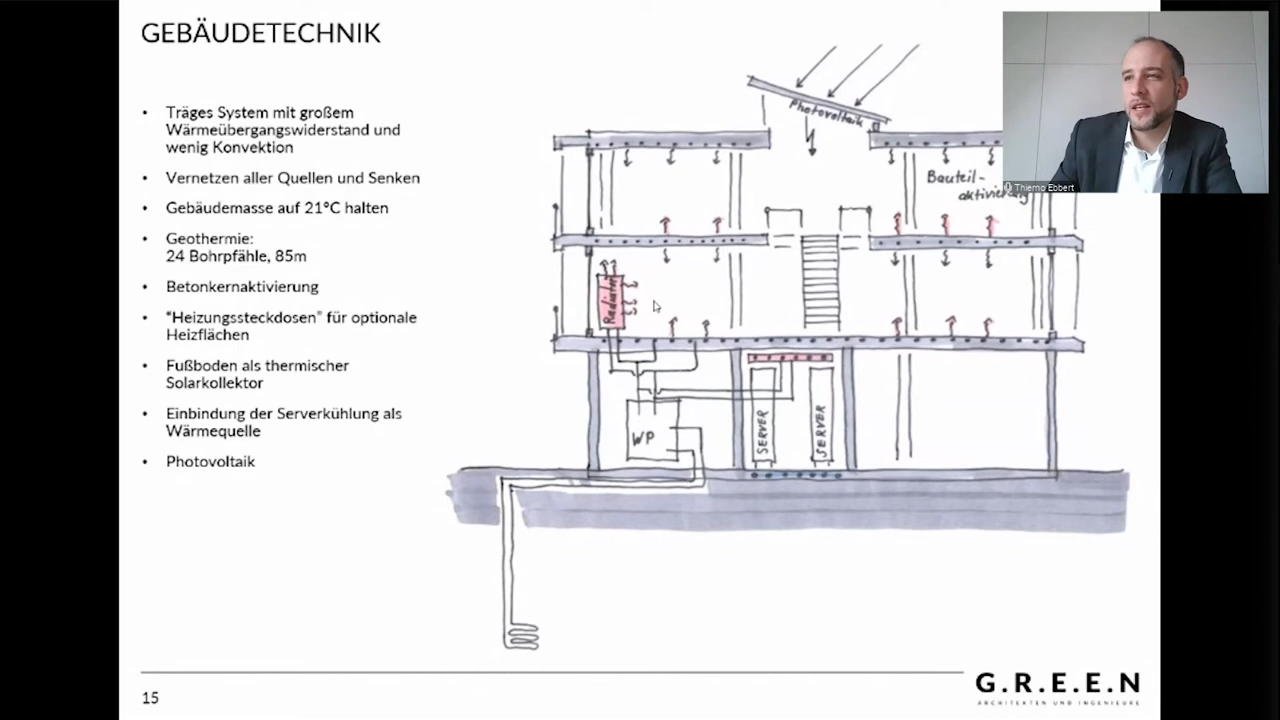 GEBÄUDETECHNIK
• Träges System mit großem
Wärmeübergangswiderstand und
wenig Konvektion
• Vernetzen aller Quellen und Senken
• Gebäudemasse auf 21°C halten
• Geothermie:
24 Bohrpfähle, 85m
• Betonkernaktivierung
• “Heizungssteckdosen” für optionale
Heizflächen
• Fußboden als thermischer
Solarkollektor
• Einbindung der Serverkühlung als
Wärmequelle
• Photovoltaik
Photovoltaik
Bauteil-
aktivierung
Thiemo Ebbert
Radiator
WP
SERVER
SERVER
15
G.R.E.E.N
ARCHITEKTEN UND INGENIEURE